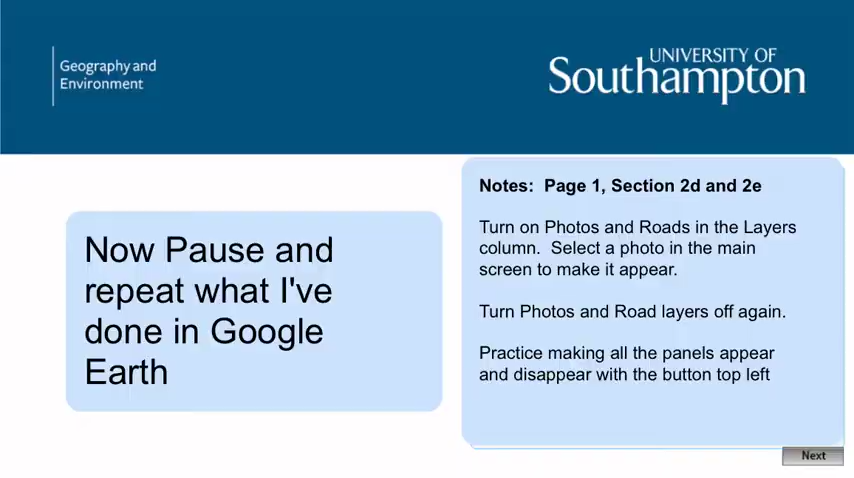 Geography and
Environment
UNIVERSITY OF
Southampton
Now Pause and
repeat what I've
done in Google
Earth
Notes:  Page 1, Section 2d and 2e
Turn on Photos and Roads in the Layers
column.  Select a photo in the main
screen to make it appear.
Turn Photos and Road layers off again.
Practice making all the panels appear
and disappear with the button top left
Next